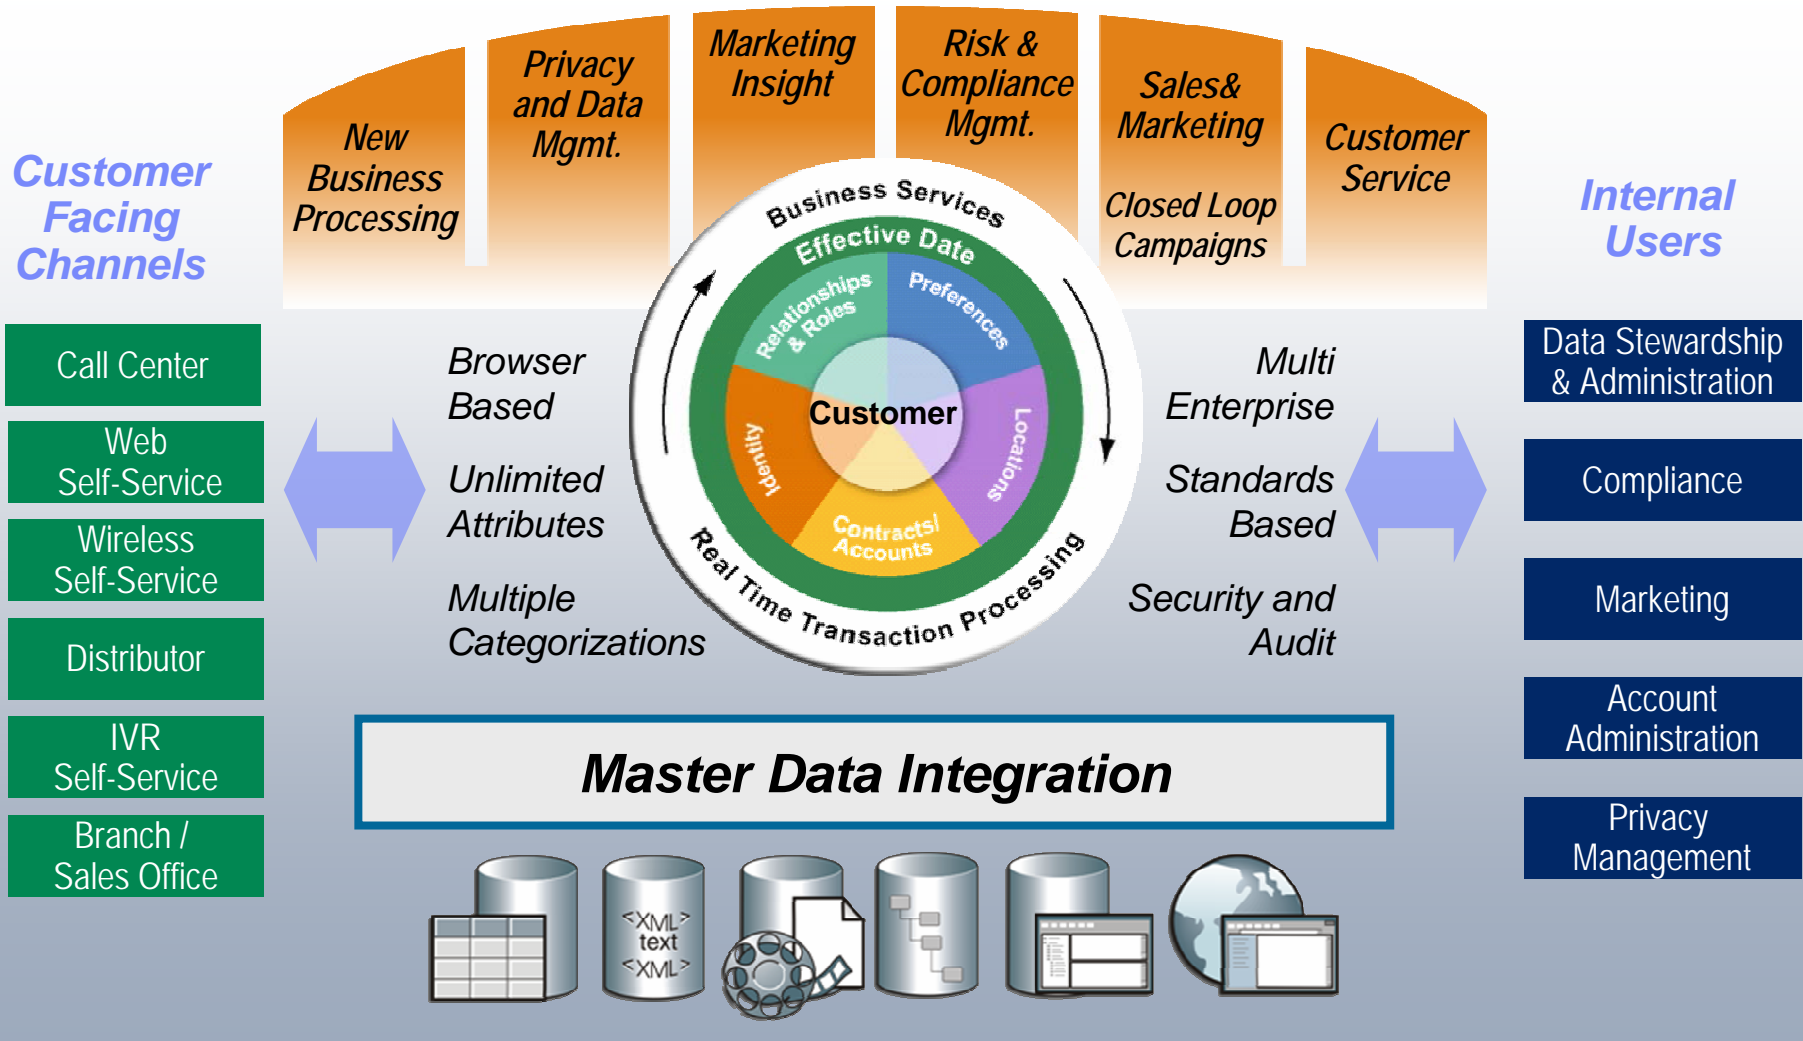 New
Business
Processing
Privacy
and Data
Mgmt.
Marketing
Insight
Risk &
Compliance
Mgmt.
Sales&
Marketing
Closed Loop
Campaigns
Customer
Service
Customer
Facing
Channels
Call Center
Web
Self-Service
Wireless
Self-Service
Distributor
IVR
Self-Service
Branch /
Sales Office
Browser
Based
Unlimited
Attributes
Multiple
Categorizations
Business Services
Effective Date
Relationships
& Roles
Preferences
Customer
Identity
Locations
Contracts/
Accounts
Real Time Transaction Processing
Multi
Enterprise
Standards
Based
Security and
Audit
Internal
Users
Data Stewardship
& Administration
Compliance
Marketing
Account
Administration
Privacy
Management
Master Data Integration
<XML>
text
<XML>